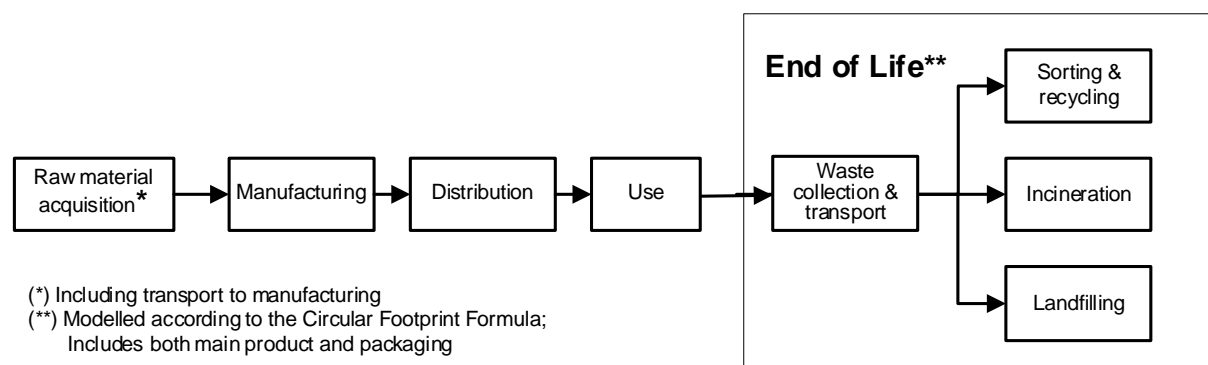 End of Life**
Sorting &
recycling
Raw material
acquisition*
Manufacturing
Distribution
Use
Waste
collection &
transport
Incineration
Landfilling
(*) Including transport to manufacturing
(**) Modelled according to the Circular Footprint Formula;
Includes both main product and packaging